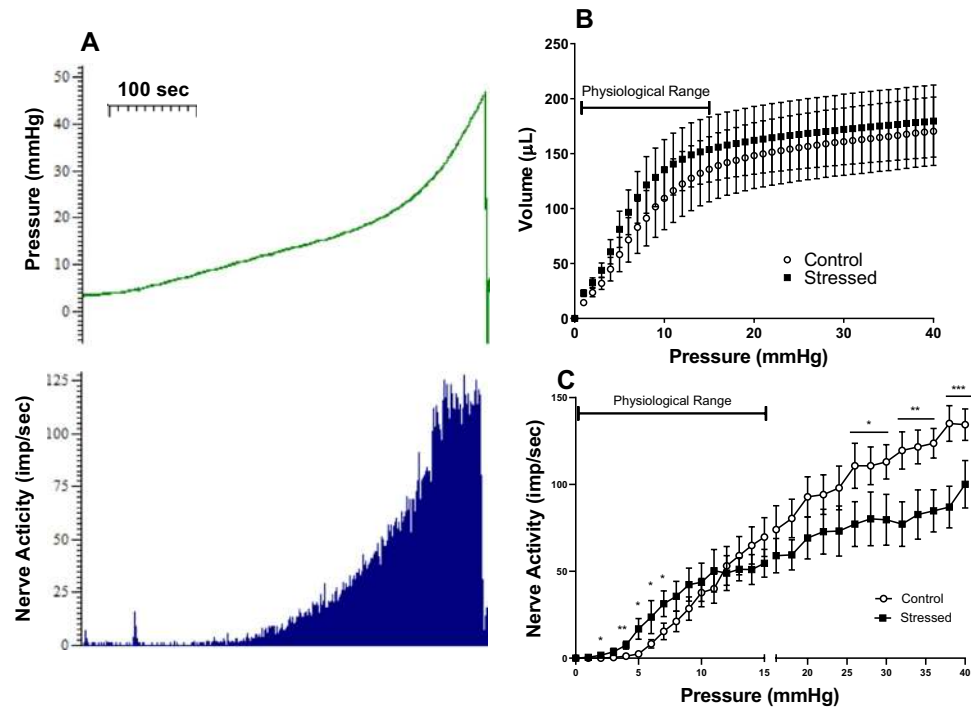 A
100 sec
Pressure (mmHg)
50
40
30
20
10
0
Nerve Acticity (imp/sec)
125
100
75
50
25
0
B
Physiological Range
Volume (µL)
250
200
150
100
50
0
Control
Stressed
0 10 20 30 40
Pressure (mmHg)
C
Physiological Range
Nerve Activity (imp/sec)
150
100
50
0
* ** * * * * ** ***
Control
Stressed
0 5 10 15 20 25 30 35 40
Pressure (mmHg)